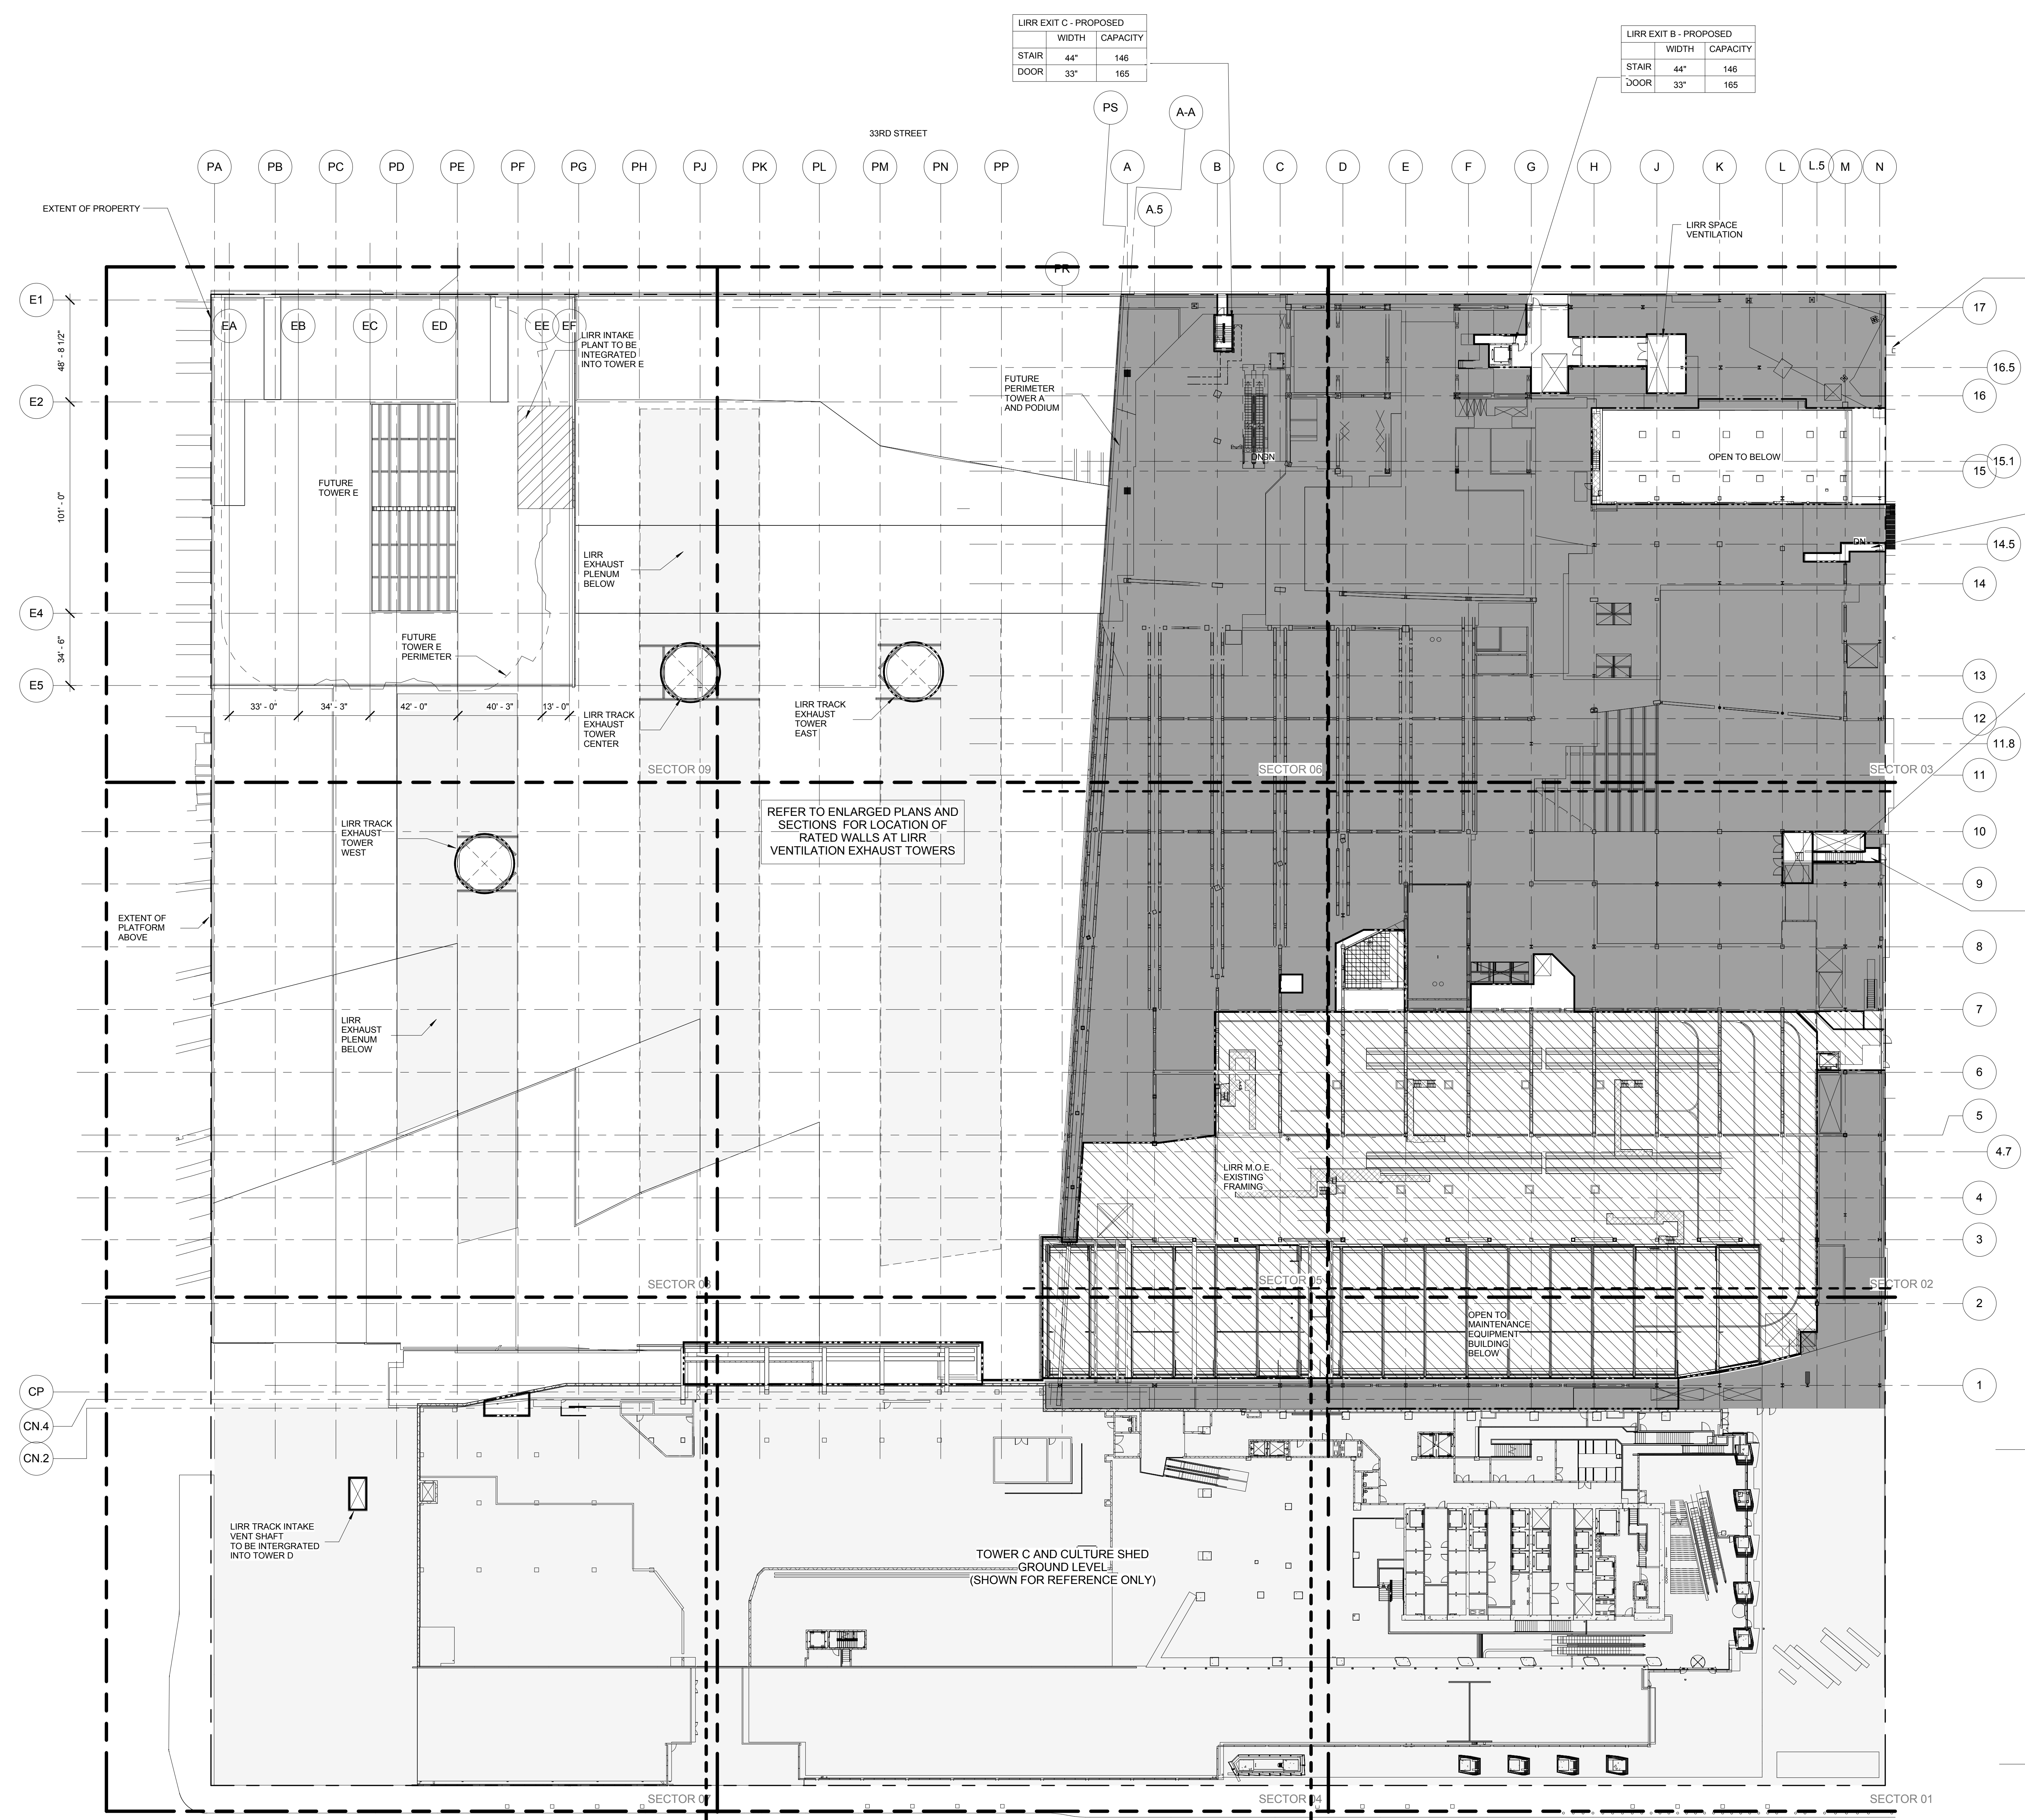 LIRR EXIT C - PROPOSED
WIDTH CAPACITY
STAIR 44" 146
DOOR 33" 165
LIRR EXIT B - PROPOSED
WIDTH CAPACITY
STAIR 44" 146
DOOR 33" 165
PS
A-A
33RD STREET
PA PB PC PD PE PF PG PH PJ PK PL PM PN PP A B C D E F G H J K L L.5 M N
A.5
EXTENT OF PROPERTY
LIRR SPACE
VENTILATION
PR
E1
17
EA EB EC ED EE EF
48' - 8 1/2"
LIRR INTAKE
PLANT TO BE
INTEGRATED
INTO TOWER E
16.5
FUTURE
PERIMETER
TOWER A
AND PODIUM
E2
16
DNDN
OPEN TO BELOW
15.1
15
FUTURE
TOWER E
101' - 0"
DN
14.5
LIRR
EXHAUST
PLENUM
BELOW
14
E4
34' - 6"
FUTURE
TOWER E
PERIMETER
E5
13
33' - 0" 34' - 3" 42' - 0" 40' - 3" 13' - 0"
LIRR TRACK
EXHAUST
TOWER
CENTER
LIRR TRACK
EXHAUST
TOWER
EAST
12
11.8
SECTOR 09
SECTOR 06
SECTOR 03
11
REFER TO ENLARGED PLANS AND
SECTIONS FOR LOCATION OF
RATED WALLS AT LIRR
VENTILATION EXHAUST TOWERS
LIRR TRACK
EXHAUST
TOWER
WEST
10
9
EXTENT OF
PLATFORM
ABOVE
8
7
LIRR
EXHAUST
PLENUM
BELOW
6
5
4.7
LIRR M.O.E.
EXISTING
FRAMING
4
3
SECTOR 08
SECTOR 05
SECTOR 02
2
OPEN TO
MAINTENANCE
EQUIPMENT
BUILDING
BELOW
CP
1
CN.4
CN.2
LIRR TRACK INTAKE
VENT SHAFT
TO BE INTERGRATED
INTO TOWER D
TOWER C AND CULTURE SHED
GROUND LEVEL
(SHOWN FOR REFERENCE ONLY)
SECTOR 07
SECTOR 04
SECTOR 01